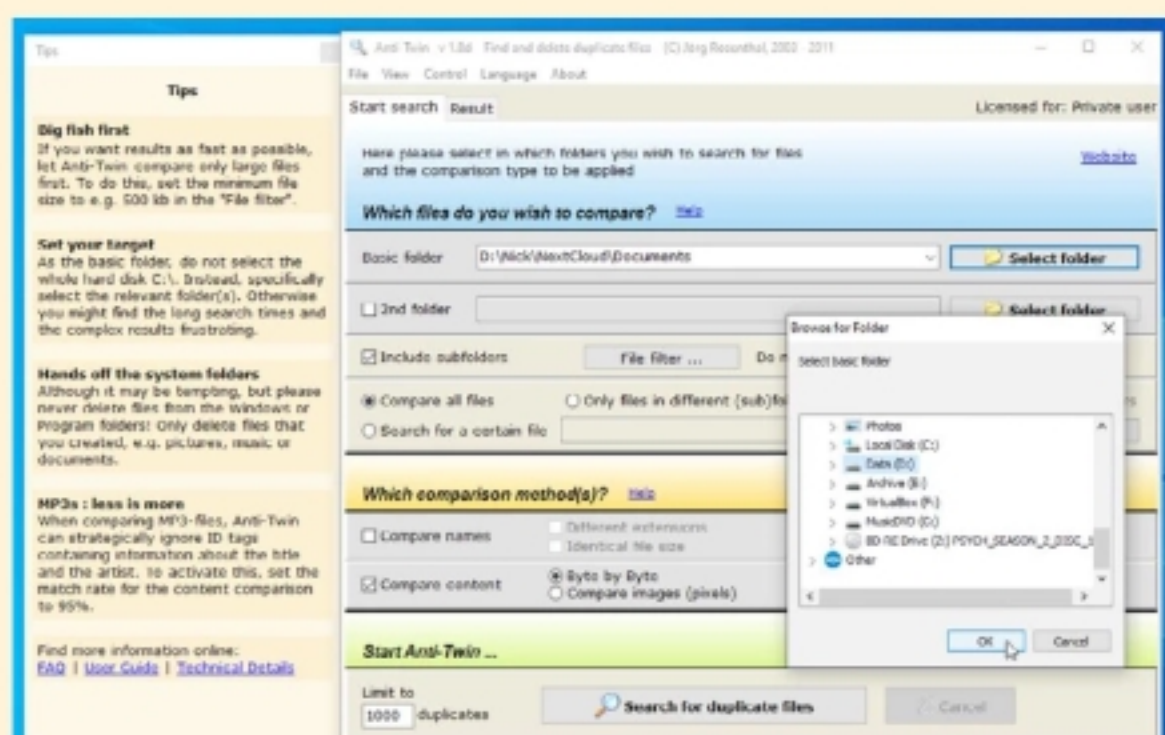 Tips
Tips
Big fish first
If you want results as fast as possible,
let Anti-Twin compare only large files
first. To do this, set the minimum file
size to e.g. 500 kb in the "File filter".
Set your target
As the basic folder, do not select the
whole hard disk C:\. Instead, specifically
select the relevant folder(s). Otherwise
you might find the long search times and
the complex results frustrating.
Hands off the system folders
Although it may be tempting, but please
never delete files from the Windows or
Program folders! Only delete files that
you created, e.g. pictures, music or
documents.
MP3s : less is more
When comparing MP3-files, Anti-Twin
can strategically ignore ID tags
containing information about the title
and the artist. To activate this, set the
match rate for the content comparison
to 95%.
Find more information online:
FAQ | User Guide | Technical Details
Anti-Twin v 1.8d Find and delete duplicate files (C) Jörg Rosenthal, 2003 - 2011
File View Control Language About
Start search Result Licensed for: Private user
Here please select in which folders you wish to search for files
and the comparison type to be applied
Website
Which files do you wish to compare? Help
Basic folder D:\Nick\NextCloud\Documents Select folder
2nd folder Select folder
Include subfolders File filter ... Do
Compare all files Only files in different (sub)fol
Search for a certain file
Which comparison method(s)? Help
Compare names Different extensions
Identical file size
Compare content Byte by Byte
Compare images (pixels)
Start Anti-Twin ...
Limit to
1000 duplicates Search for duplicate files Cancel
Browse for Folder
Select basic folder
Photos
Local Disk (C:)
Data (D:)
Archive (E:)
VirtualBox (F:)
MusicDVD (G:)
BD-RE Drive (Z:) PSYCH_SEASON_2_DISC_1
Other
OK Cancel